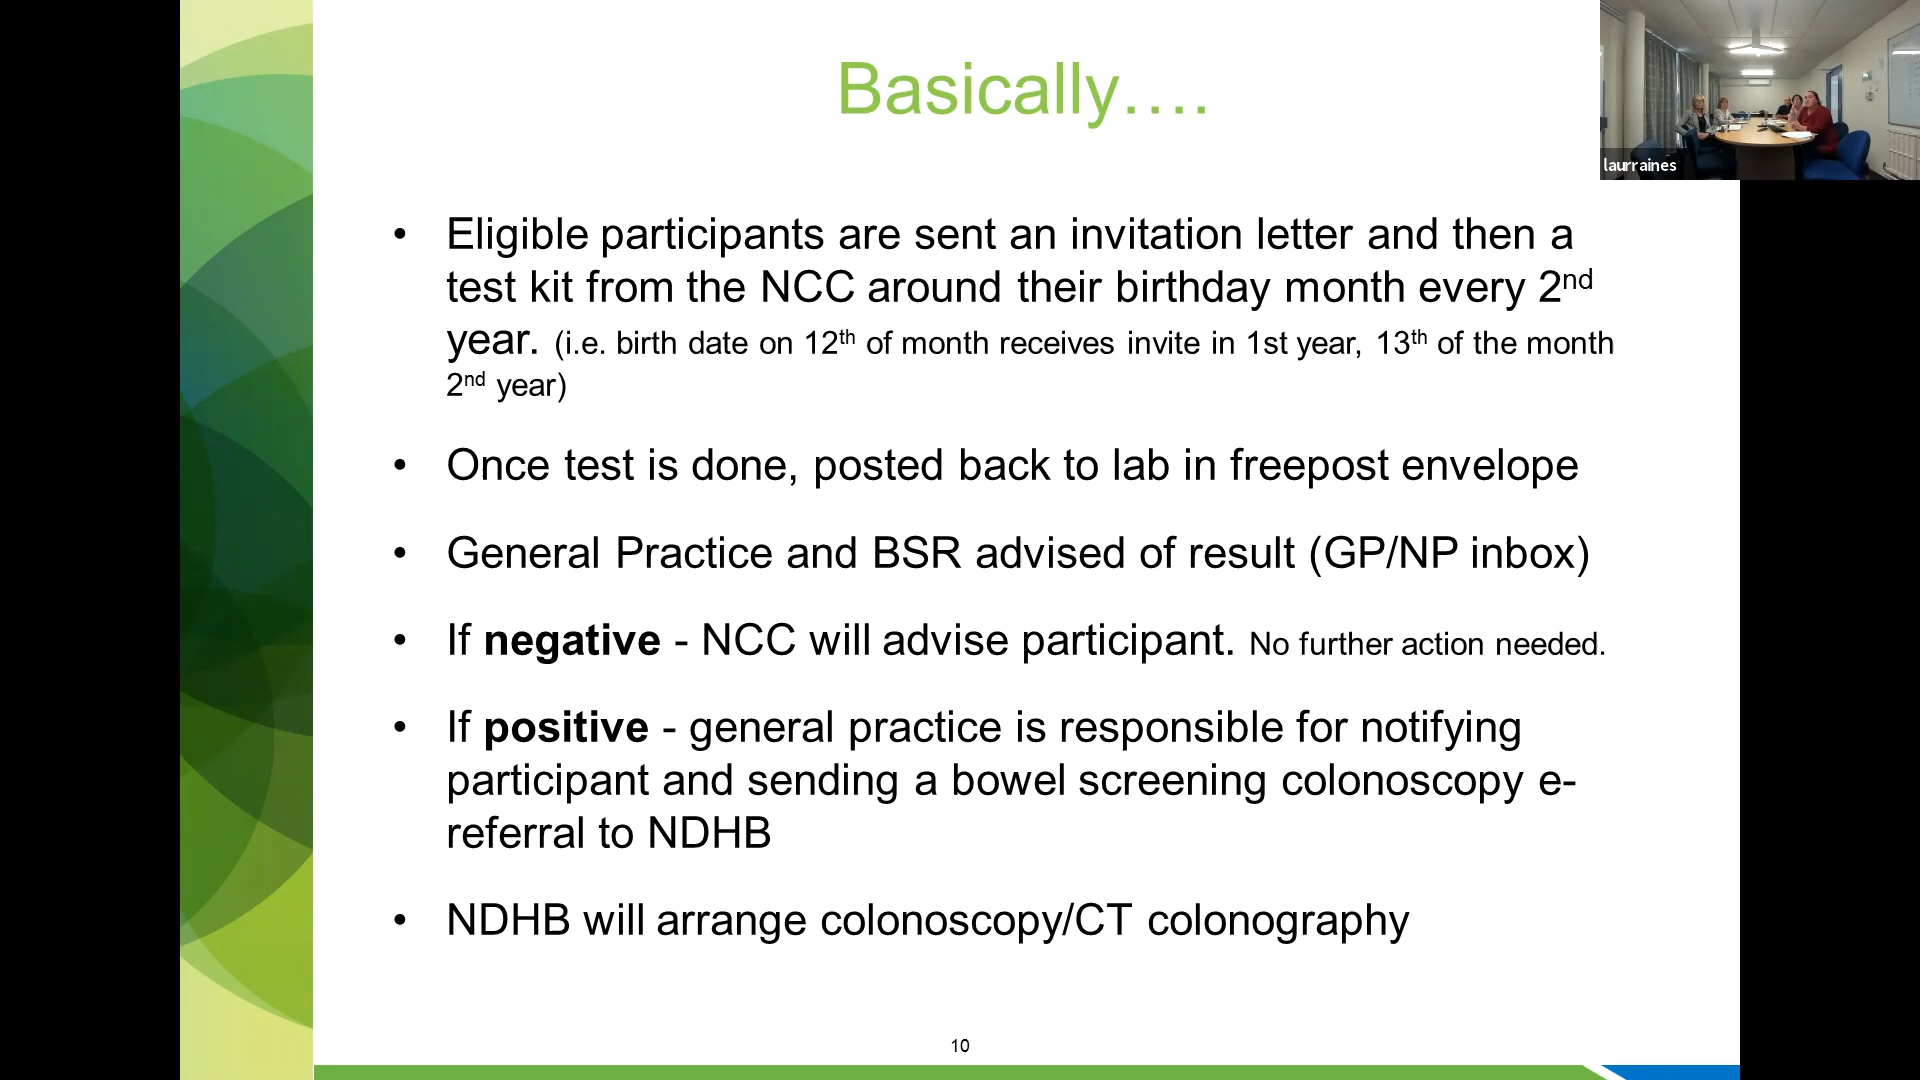 Basically….
laurraines
• Eligible participants are sent an invitation letter and then a
test kit from the NCC around their birthday month every 2nd
year. (i.e. birth date on 12th of month receives invite in 1st year, 13th of the month
2nd year)
• Once test is done, posted back to lab in freepost envelope
• General Practice and BSR advised of result (GP/NP inbox)
• If negative - NCC will advise participant. No further action needed.
• If positive - general practice is responsible for notifying
participant and sending a bowel screening colonoscopy e-
referral to NDHB
• NDHB will arrange colonoscopy/CT colonography
10